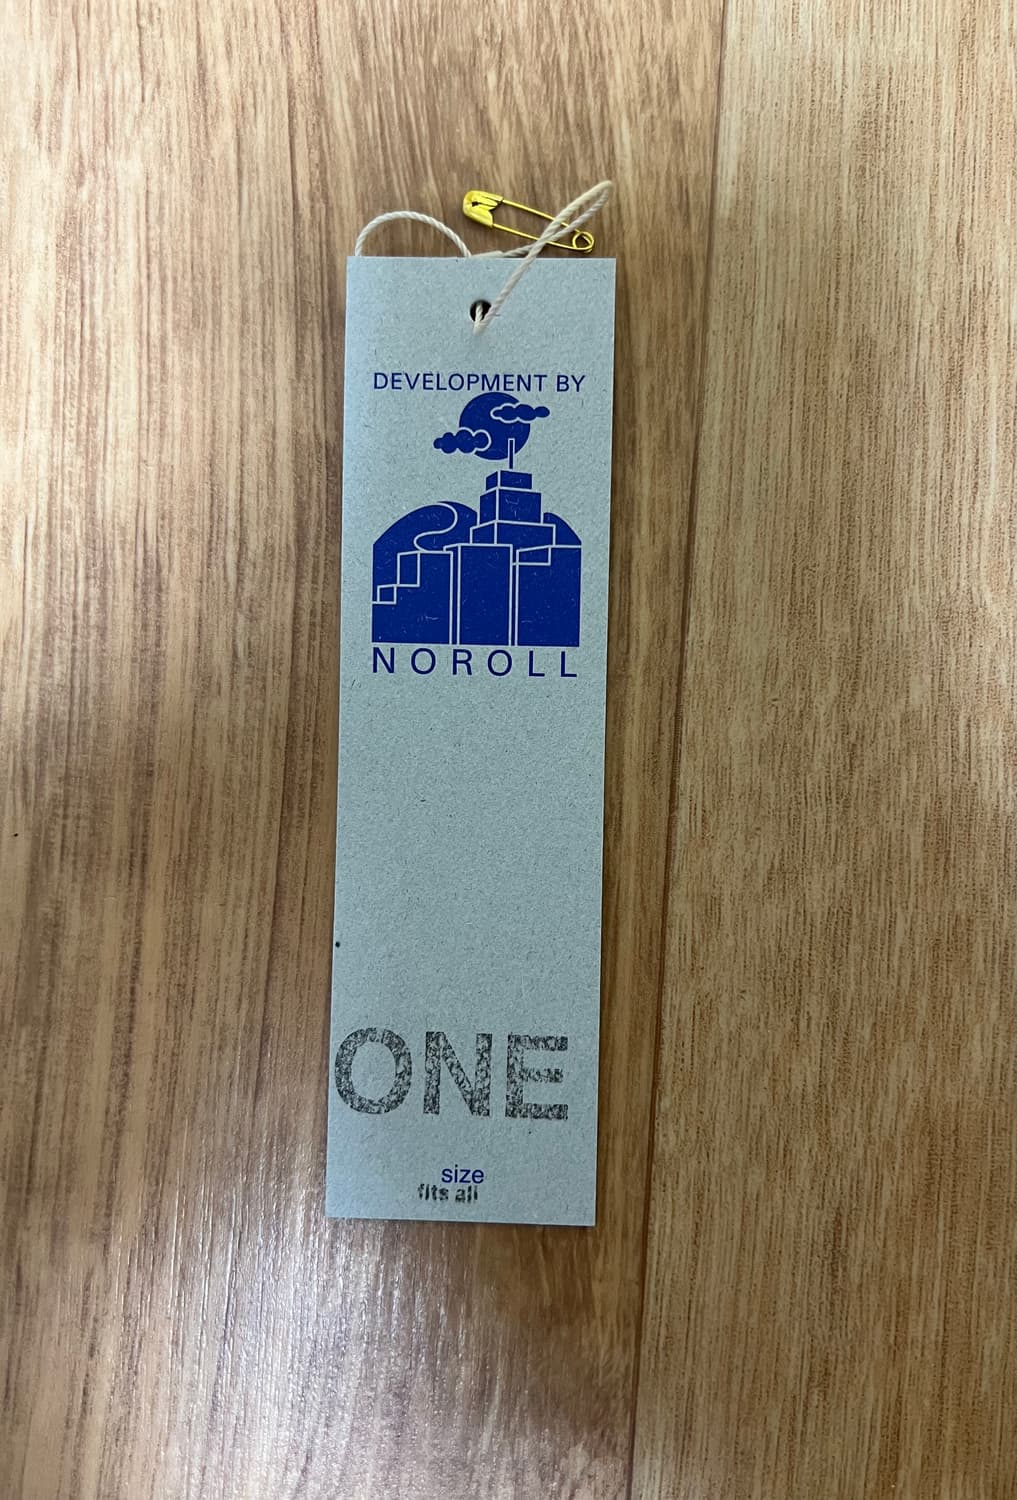 DEVELOPMENT BY
NOROLL
ONE
size
fits all